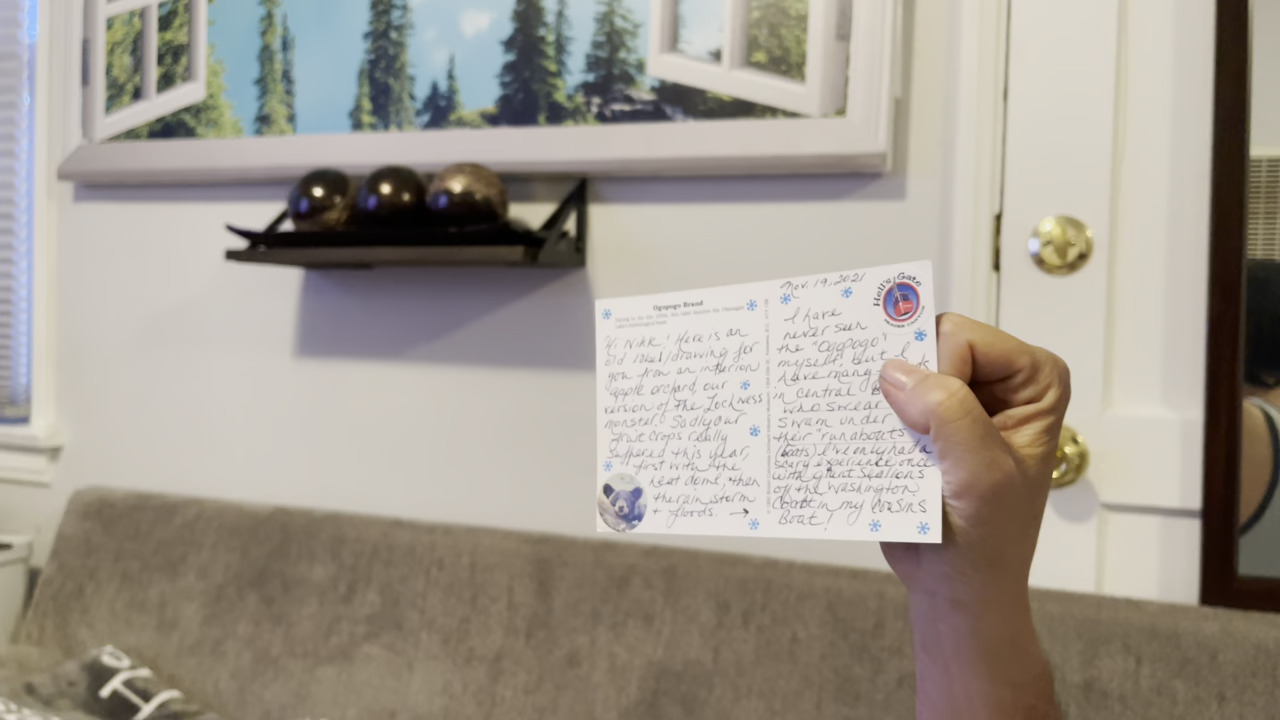 Ogopogo Brand
Hi Nikk! Here is an
old label/drawing for
you from an interior
apple orchard, our
version of the Lochness
monster. Sadly our
fruit crops really
suffered this year,
first with the
heat dome, then
the rain storm
+ floods. →
Nov. 19, 2021
Hell's Gate
I have
never seen
the "Ogopogo"
myself, but I
have many
in central B
who swear
swam under
their "runabouts"
(boats) I've only had a
scary experience once
with giant sealions
off the Washington
Coast in my cousins
Boat!